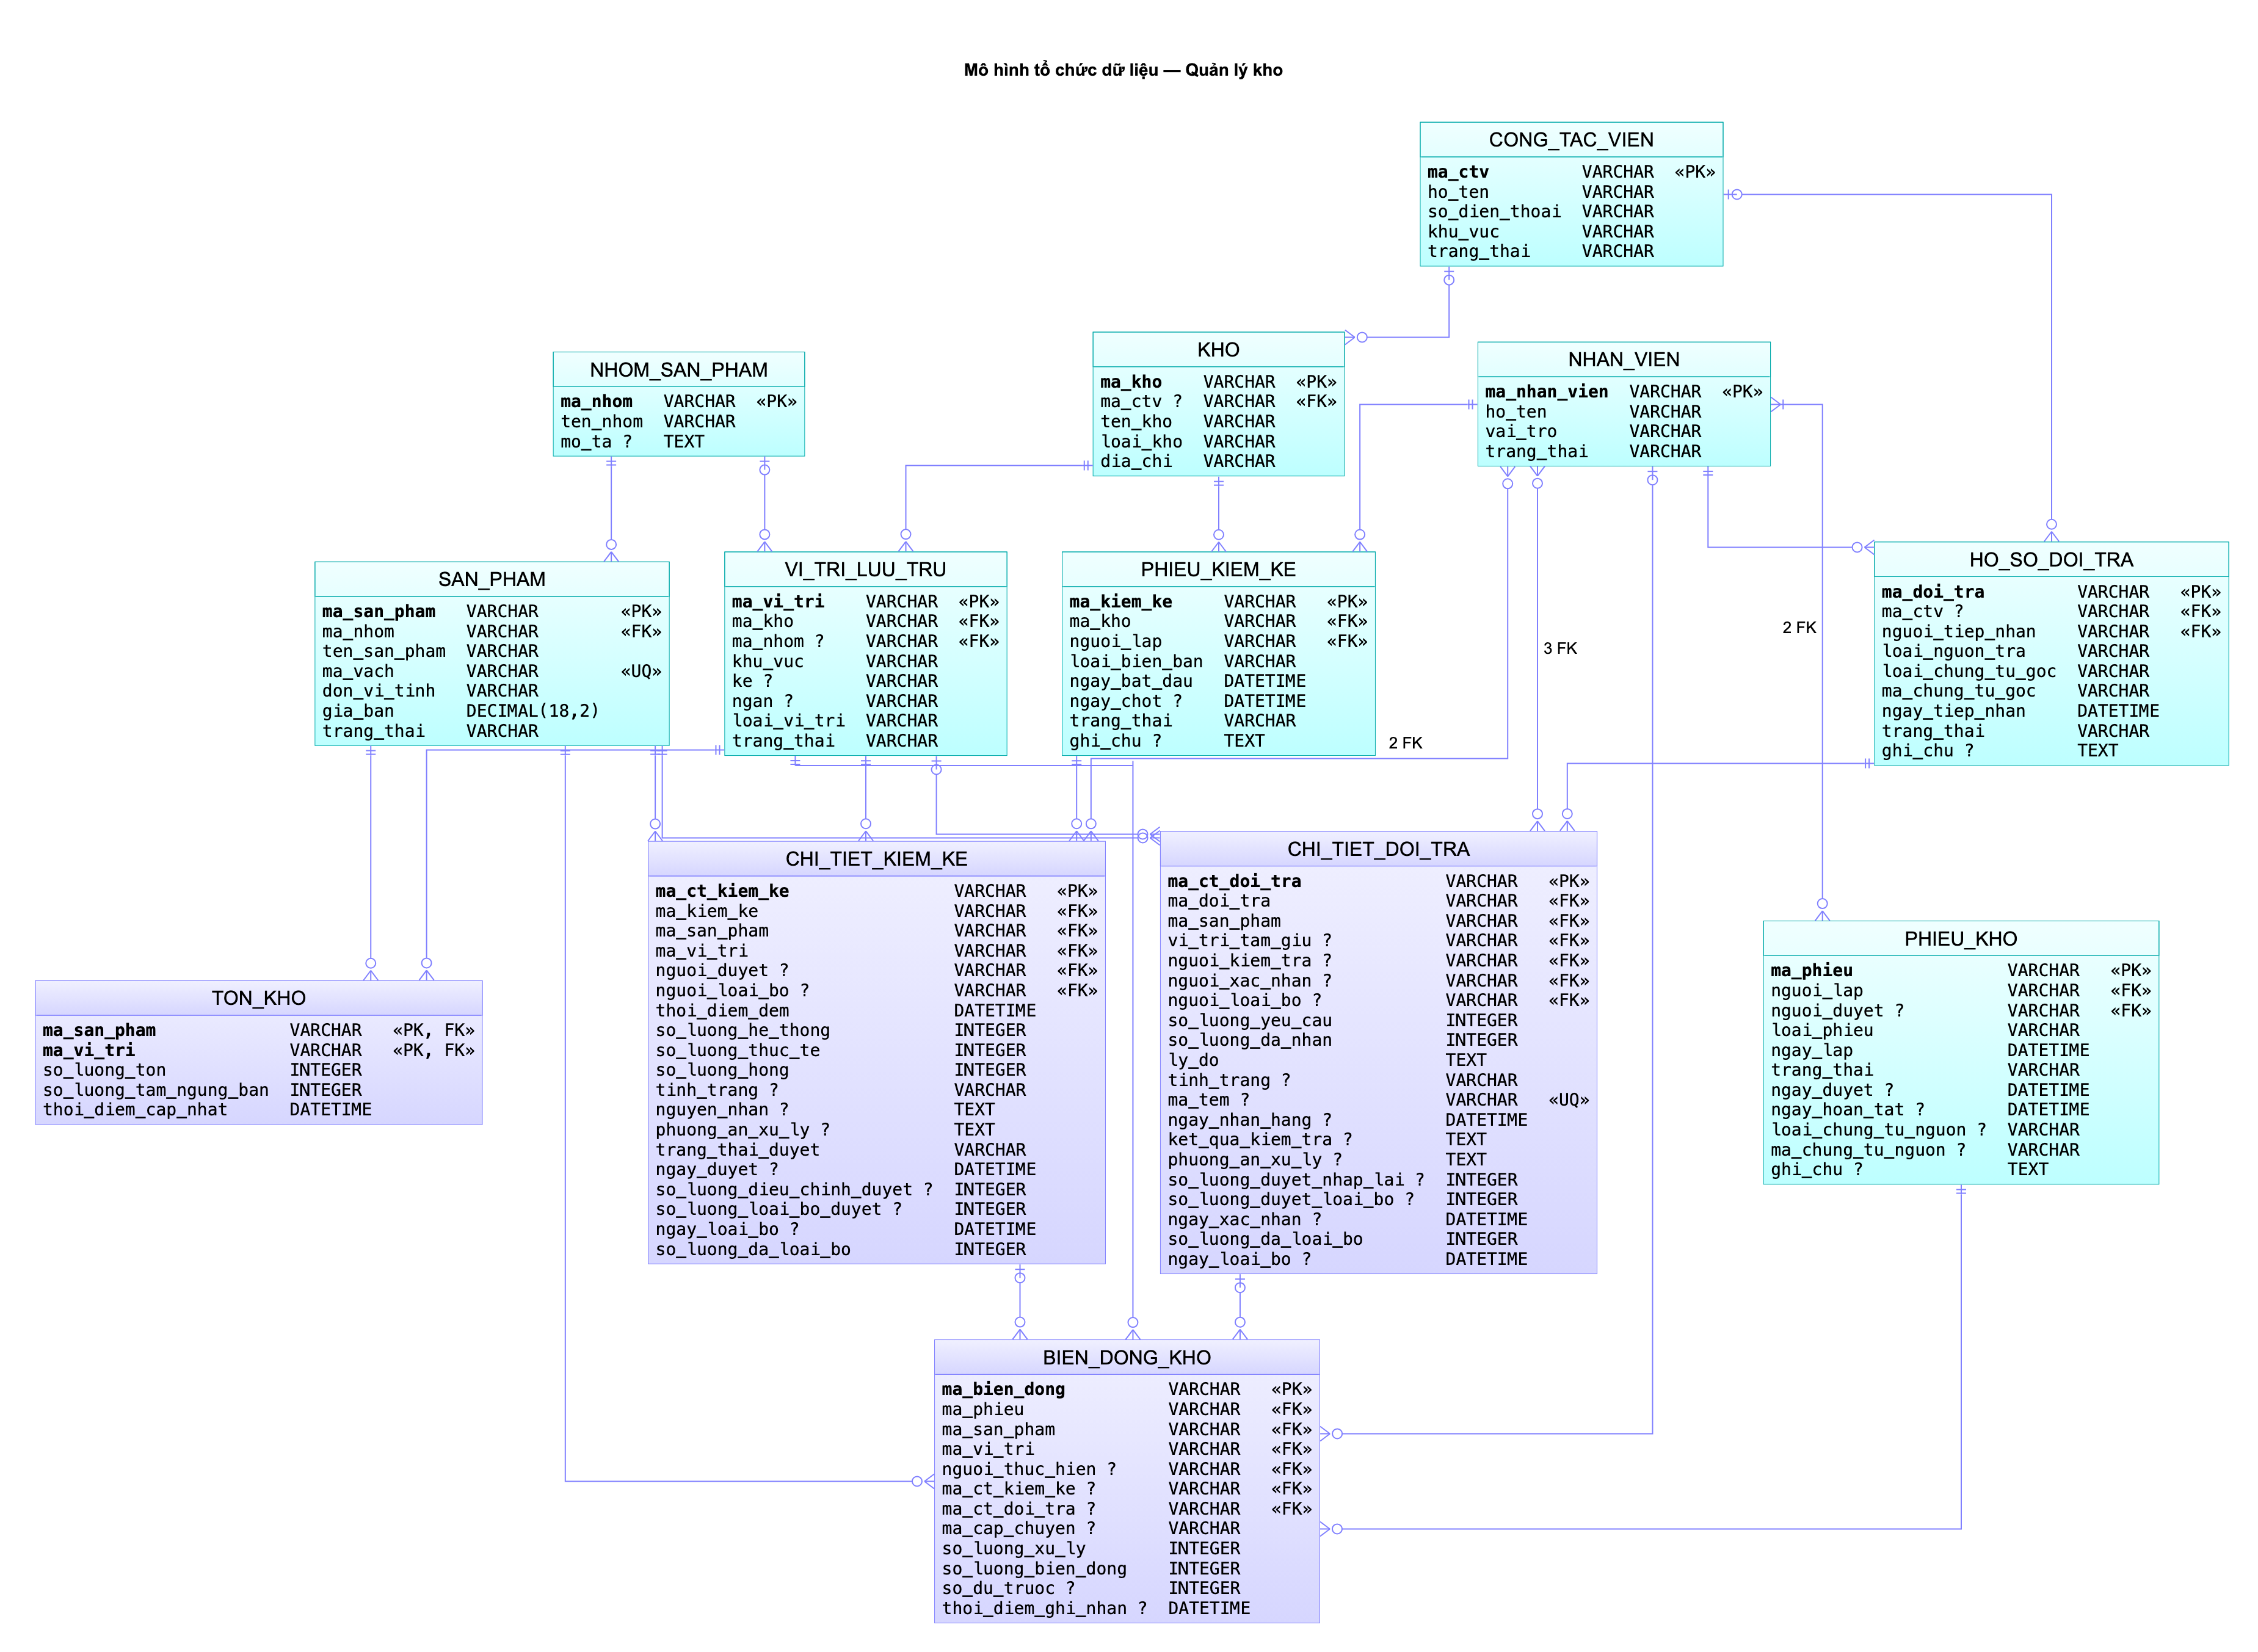 Mô hình tổ chức dữ liệu — Quản lý kho
CONG_TAC_VIEN
ma_ctv VARCHAR «PK»
ho_ten VARCHAR
so_dien_thoai VARCHAR
khu_vuc VARCHAR
trang_thai VARCHAR
KHO
ma_kho VARCHAR «PK»
ma_ctv ? VARCHAR «FK»
ten_kho VARCHAR
loai_kho VARCHAR
dia_chi VARCHAR
NHAN_VIEN
ma_nhan_vien VARCHAR «PK»
ho_ten VARCHAR
vai_tro VARCHAR
trang_thai VARCHAR
NHOM_SAN_PHAM
ma_nhom VARCHAR «PK»
ten_nhom VARCHAR
mo_ta ? TEXT
SAN_PHAM
ma_san_pham VARCHAR «PK»
ma_nhom VARCHAR «FK»
ten_san_pham VARCHAR
ma_vach VARCHAR «UQ»
don_vi_tinh VARCHAR
gia_ban DECIMAL(18,2)
trang_thai VARCHAR
VI_TRI_LUU_TRU
ma_vi_tri VARCHAR «PK»
ma_kho VARCHAR «FK»
ma_nhom ? VARCHAR «FK»
khu_vuc VARCHAR
ke ? VARCHAR
ngan ? VARCHAR
loai_vi_tri VARCHAR
trang_thai VARCHAR
PHIEU_KIEM_KE
ma_kiem_ke VARCHAR «PK»
ma_kho VARCHAR «FK»
nguoi_lap VARCHAR «FK»
loai_bien_ban VARCHAR
ngay_bat_dau DATETIME
ngay_chot ? DATETIME
trang_thai VARCHAR
ghi_chu ? TEXT
HO_SO_DOI_TRA
ma_doi_tra VARCHAR «PK»
ma_ctv ? VARCHAR «FK»
nguoi_tiep_nhan VARCHAR «FK»
loai_nguon_tra VARCHAR
loai_chung_tu_goc VARCHAR
ma_chung_tu_goc VARCHAR
ngay_tiep_nhan DATETIME
trang_thai VARCHAR
ghi_chu ? TEXT
2 FK
3 FK
2 FK
CHI_TIET_KIEM_KE
ma_ct_kiem_ke VARCHAR «PK»
ma_kiem_ke VARCHAR «FK»
ma_san_pham VARCHAR «FK»
ma_vi_tri VARCHAR «FK»
nguoi_duyet ? VARCHAR «FK»
nguoi_loai_bo ? VARCHAR «FK»
thoi_diem_dem DATETIME
so_luong_he_thong INTEGER
so_luong_thuc_te INTEGER
so_luong_hong INTEGER
tinh_trang ? VARCHAR
nguyen_nhan ? TEXT
phuong_an_xu_ly ? TEXT
trang_thai_duyet VARCHAR
ngay_duyet ? DATETIME
so_luong_dieu_chinh_duyet ? INTEGER
so_luong_loai_bo_duyet ? INTEGER
ngay_loai_bo ? DATETIME
so_luong_da_loai_bo INTEGER
CHI_TIET_DOI_TRA
ma_ct_doi_tra VARCHAR «PK»
ma_doi_tra VARCHAR «FK»
ma_san_pham VARCHAR «FK»
vi_tri_tam_giu ? VARCHAR «FK»
nguoi_kiem_tra ? VARCHAR «FK»
nguoi_xac_nhan ? VARCHAR «FK»
nguoi_loai_bo ? VARCHAR «FK»
so_luong_yeu_cau INTEGER
so_luong_da_nhan INTEGER
ly_do TEXT
tinh_trang ? VARCHAR
ma_tem ? VARCHAR «UQ»
ngay_nhan_hang ? DATETIME
ket_qua_kiem_tra ? TEXT
phuong_an_xu_ly ? TEXT
so_luong_duyet_nhap_lai ? INTEGER
so_luong_duyet_loai_bo ? INTEGER
ngay_xac_nhan ? DATETIME
so_luong_da_loai_bo INTEGER
ngay_loai_bo ? DATETIME
PHIEU_KHO
ma_phieu VARCHAR «PK»
nguoi_lap VARCHAR «FK»
nguoi_duyet ? VARCHAR «FK»
loai_phieu VARCHAR
ngay_lap DATETIME
trang_thai VARCHAR
ngay_duyet ? DATETIME
ngay_hoan_tat ? DATETIME
loai_chung_tu_nguon ? VARCHAR
ma_chung_tu_nguon ? VARCHAR
ghi_chu ? TEXT
TON_KHO
ma_san_pham VARCHAR «PK, FK»
ma_vi_tri VARCHAR «PK, FK»
so_luong_ton INTEGER
so_luong_tam_ngung_ban INTEGER
thoi_diem_cap_nhat DATETIME
BIEN_DONG_KHO
ma_bien_dong VARCHAR «PK»
ma_phieu VARCHAR «FK»
ma_san_pham VARCHAR «FK»
ma_vi_tri VARCHAR «FK»
nguoi_thuc_hien ? VARCHAR «FK»
ma_ct_kiem_ke ? VARCHAR «FK»
ma_ct_doi_tra ? VARCHAR «FK»
ma_cap_chuyen ? VARCHAR
so_luong_xu_ly INTEGER
so_luong_bien_dong INTEGER
so_du_truoc ? INTEGER
thoi_diem_ghi_nhan ? DATETIME